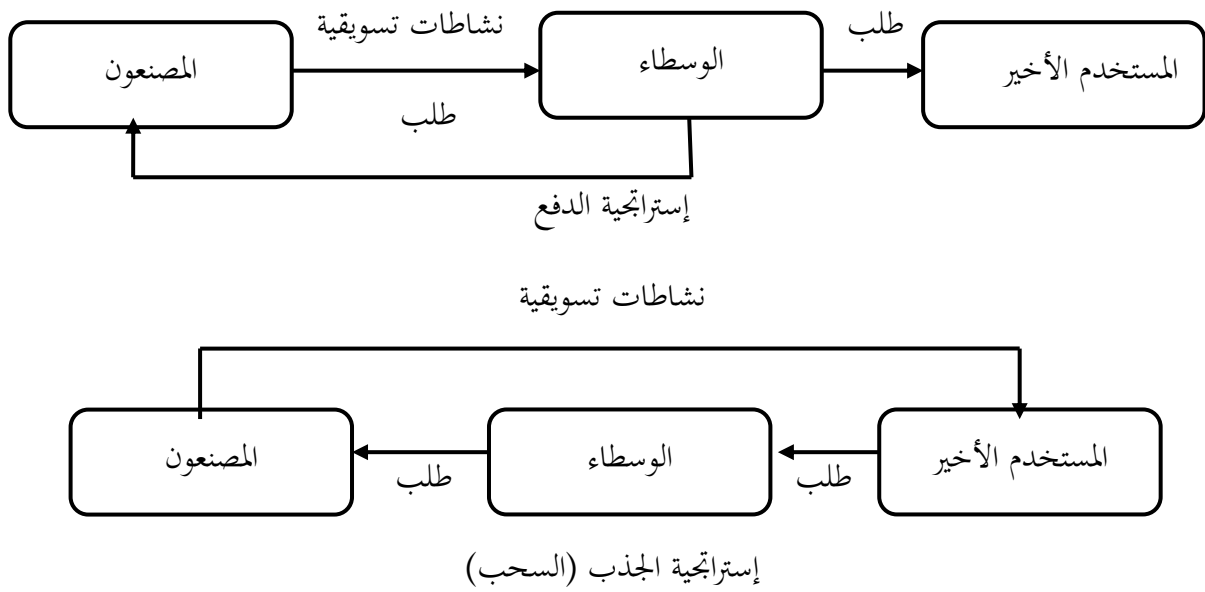 نشاطات تسويقية
طلب
المصنعون
الوسطاء
المستخدم الأخير
طلب
إستراتجية الدفع
نشاطات تسويقية
المصنعون
الوسطاء
المستخدم الأخير
طلب
طلب
إستراتجية الجذب (السحب)